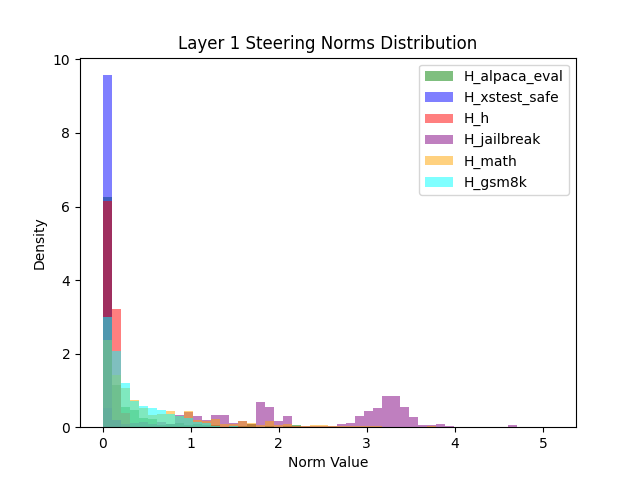 Layer 1 Steering Norms Distribution
10
8
6
4
2
0
Density
H_alpaca_eval
H_xstest_safe
H_h
H_jailbreak
H_math
H_gsm8k
0
1
2
3
4
5
Norm Value